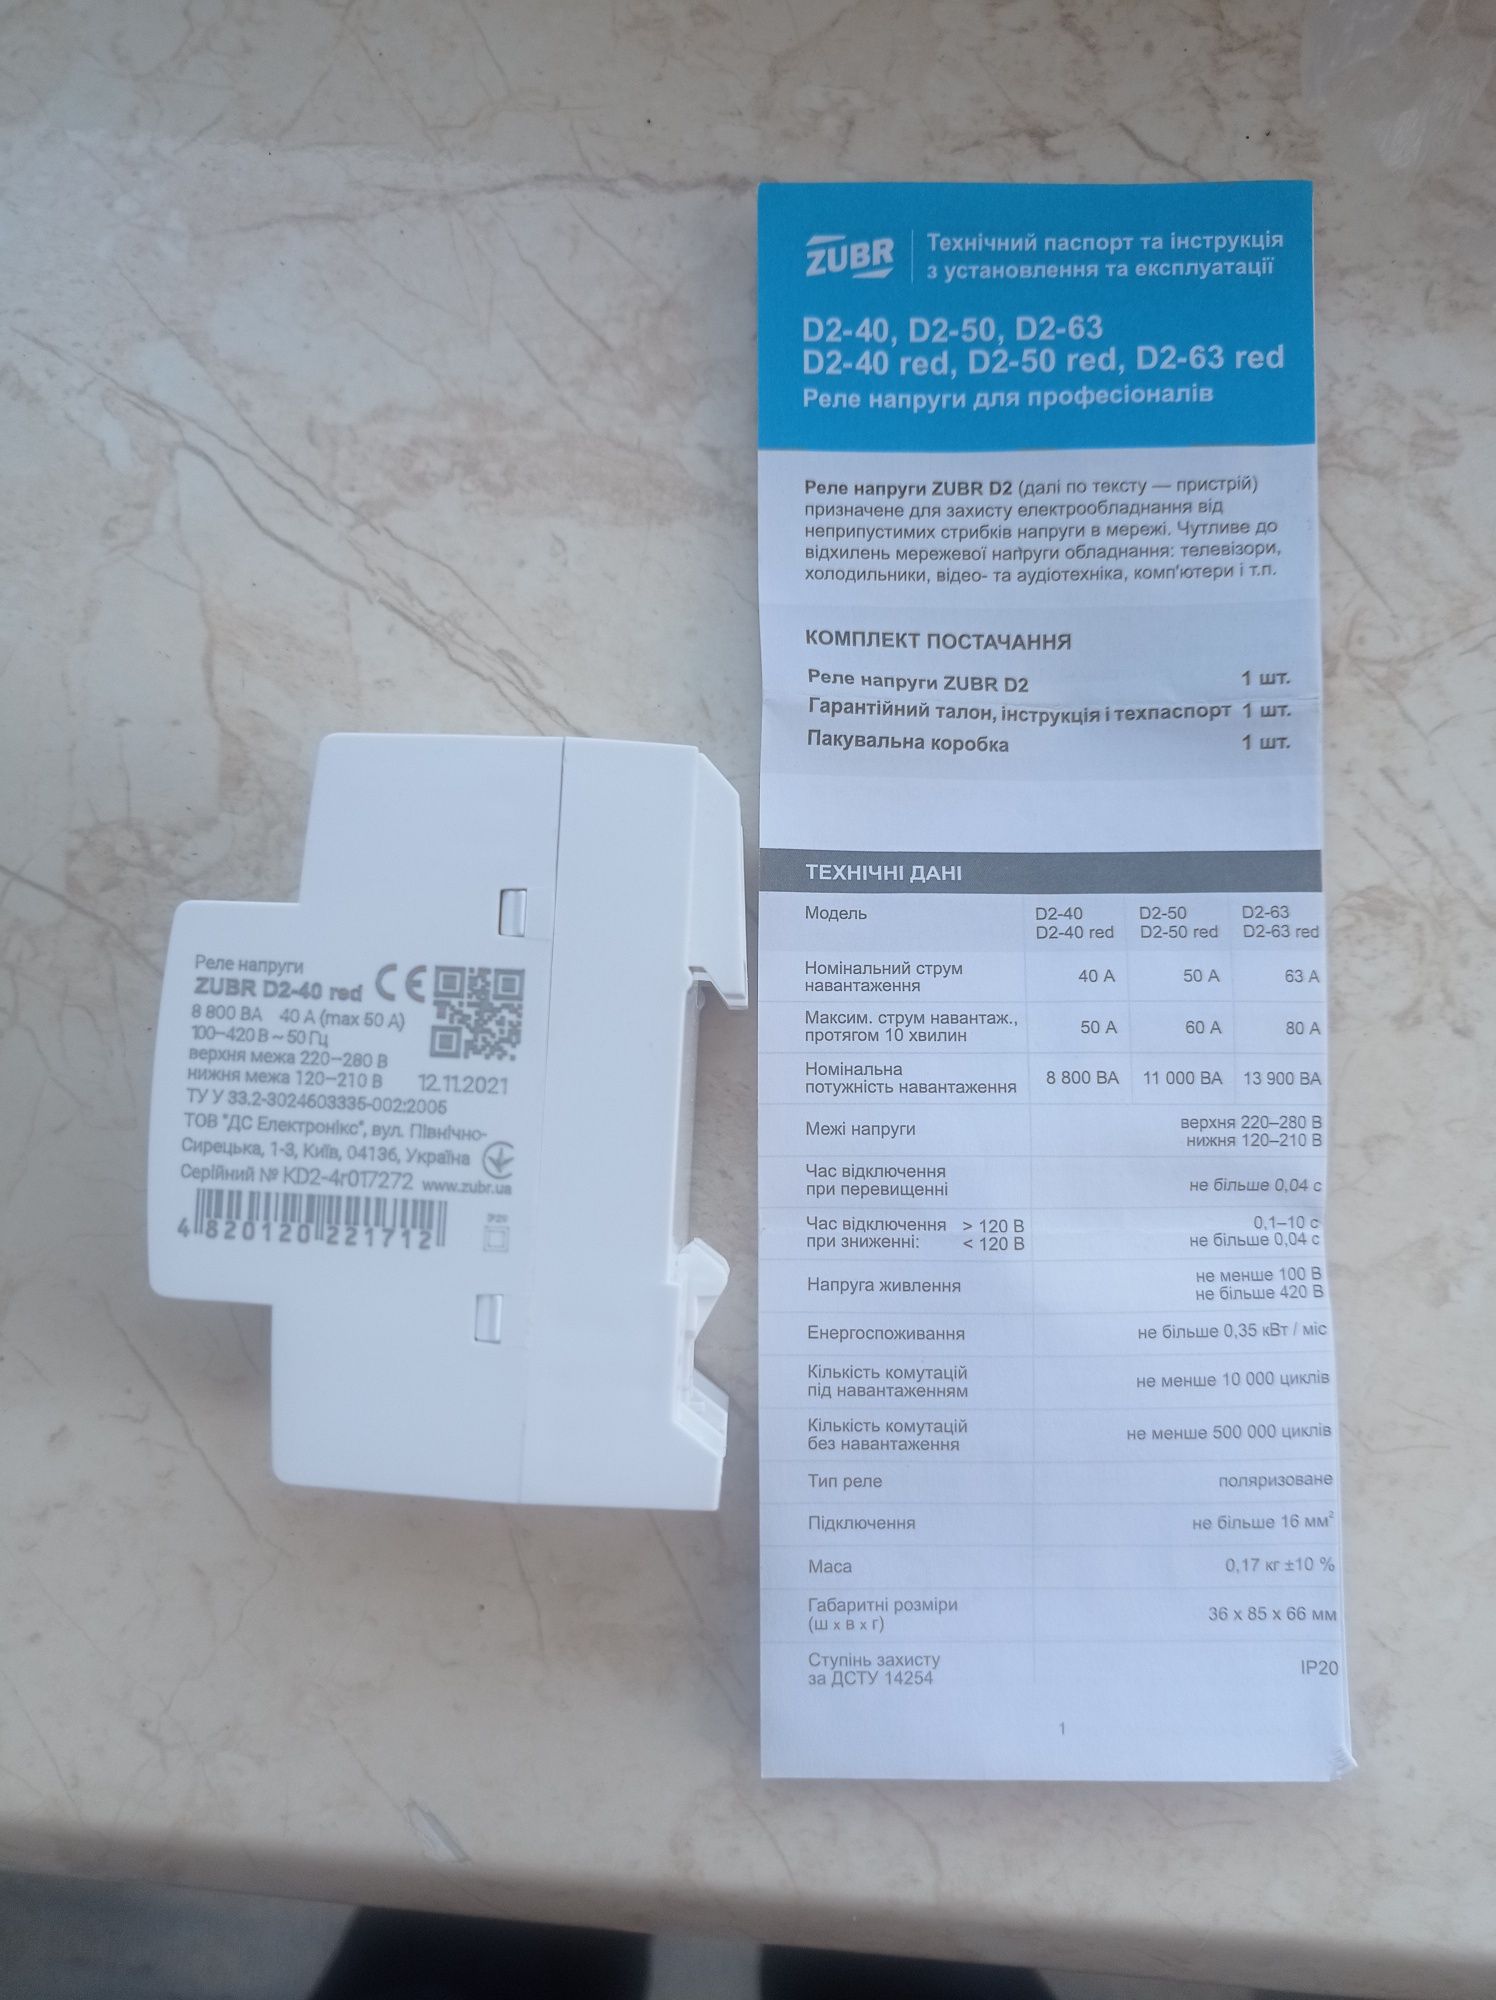 Реле напруги
ZUBR D2-40 red
CE
8 800 ВА 40 А (max 50 А)
100–420 В ~ 50 Гц
верхня межа 220–280 В
нижня межа 120–210 В 12.11.2021
ТУ У 33.2-3024603335-002:2005
ТОВ "ДС Електронікс", вул. Північно-
Сирецька, 1-3, Київ, 04136, Україна
Серійний № KD2-4r017272 www.zubr.ua
IP20
4 820120 221712
ZUBR
Технічний паспорт та інструкція
з установлення та експлуатації
D2-40, D2-50, D2-63
D2-40 red, D2-50 red, D2-63 red
Реле напруги для професіоналів
Реле напруги ZUBR D2 (далі по тексту — пристрій)
призначене для захисту електрообладнання від
неприпустимих стрибків напруги в мережі. Чутливе до
відхилень мережевої напруги обладнання: телевізори,
холодильники, відео- та аудіотехніка, комп'ютери і т.п.
КОМПЛЕКТ ПОСТАЧАННЯ
Реле напруги ZUBR D2 1 шт.
Гарантійний талон, інструкція і техпаспорт 1 шт.
Пакувальна коробка 1 шт.
ТЕХНІЧНІ ДАНІ
Модель D2-40 D2-50 D2-63
D2-40 red D2-50 red D2-63 red
Номінальний струм
навантаження 40 А 50 А 63 А
Максим. струм навантаж.,
протягом 10 хвилин 50 А 60 А 80 А
Номінальна
потужність навантаження 8 800 ВА 11 000 ВА 13 900 ВА
Межі напруги верхня 220–280 В
нижня 120–210 В
Час відключення
при перевищенні не більше 0,04 с
Час відключення > 120 В 0,1–10 с
при зниженні: < 120 В не більше 0,04 с
Напруга живлення не менше 100 В
не більше 420 В
Енергоспоживання не більше 0,35 кВт / міс
Кількість комутацій
під навантаженням не менше 10 000 циклів
Кількість комутацій
без навантаження не менше 500 000 циклів
Тип реле поляризоване
Підключення не більше 16 мм²
Маса 0,17 кг ±10 %
Габаритні розміри
(ш х в х г) 36 х 85 х 66 мм
Ступінь захисту
за ДСТУ 14254 IP20
1